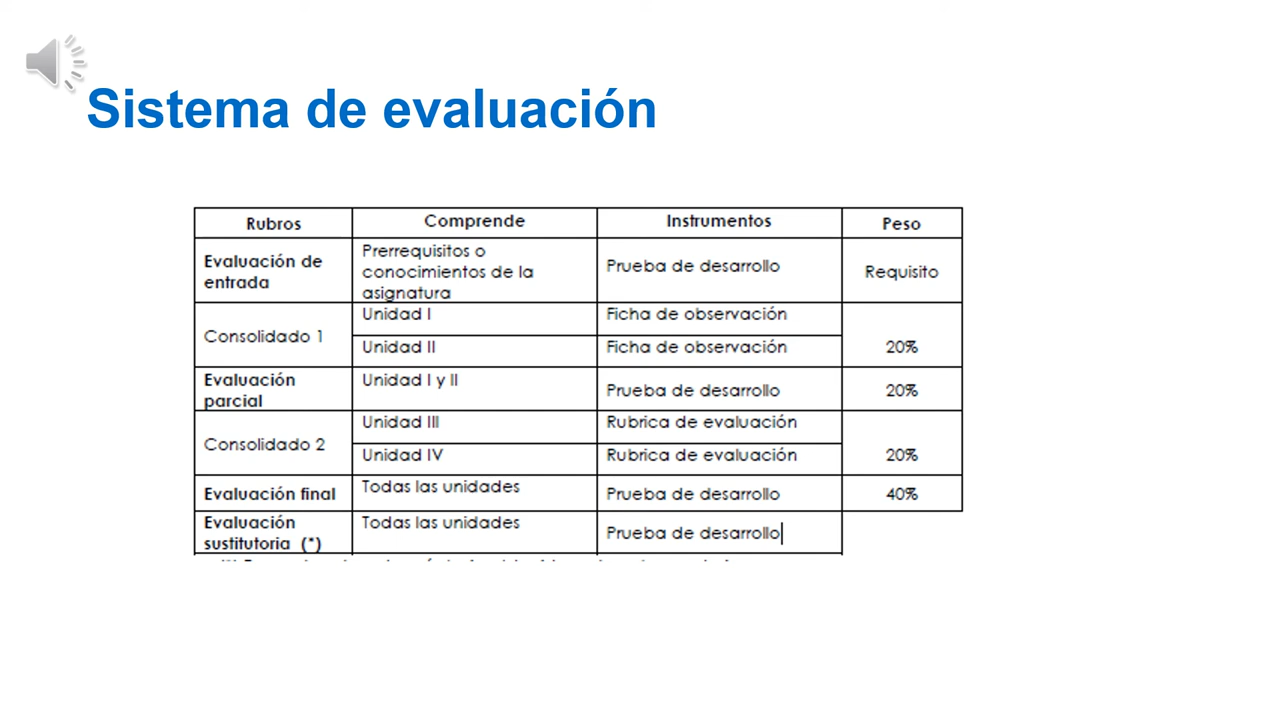 Sistema de evaluación
Rubros Comprende Instrumentos Peso
Evaluación de entrada Prerrequisitos o conocimientos de la asignatura Prueba de desarrollo Requisito
Consolidado 1 Unidad I Ficha de observación
Unidad II Ficha de observación 20%
Evaluación parcial Unidad I y II Prueba de desarrollo 20%
Consolidado 2 Unidad III Rubrica de evaluación
Unidad IV Rubrica de evaluación 20%
Evaluación final Todas las unidades Prueba de desarrollo 40%
Evaluación sustitutoria (*) Todas las unidades Prueba de desarrollo